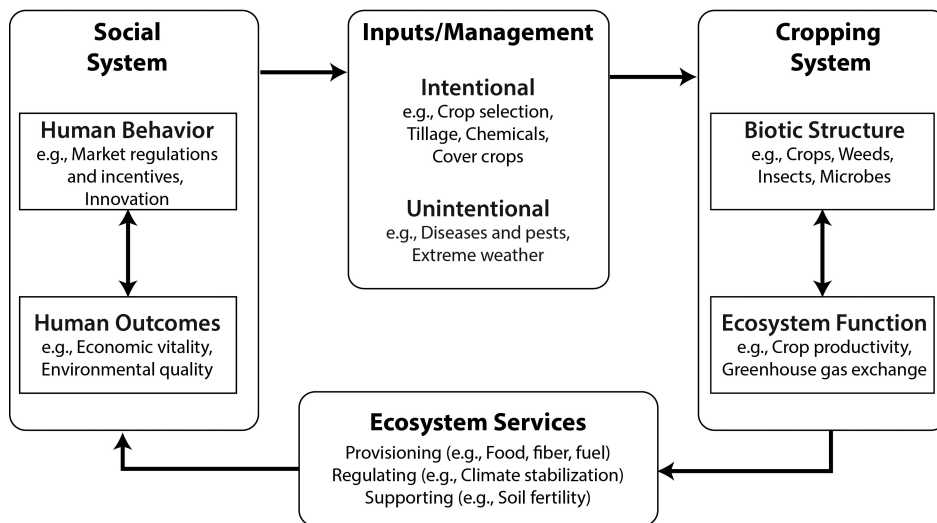 Social
System
Human Behavior
e.g., Market regulations
and incentives,
Innovation
Human Outcomes
e.g., Economic vitality,
Environmental quality
Inputs/Management
Intentional
e.g., Crop selection,
Tillage, Chemicals,
Cover crops
Unintentional
e.g., Diseases and pests,
Extreme weather
Cropping
System
Biotic Structure
e.g., Crops, Weeds,
Insects, Microbes
Ecosystem Function
e.g., Crop productivity,
Greenhouse gas exchange
Ecosystem Services
Provisioning (e.g., Food, fiber, fuel)
Regulating (e.g., Climate stabilization)
Supporting (e.g., Soil fertility)